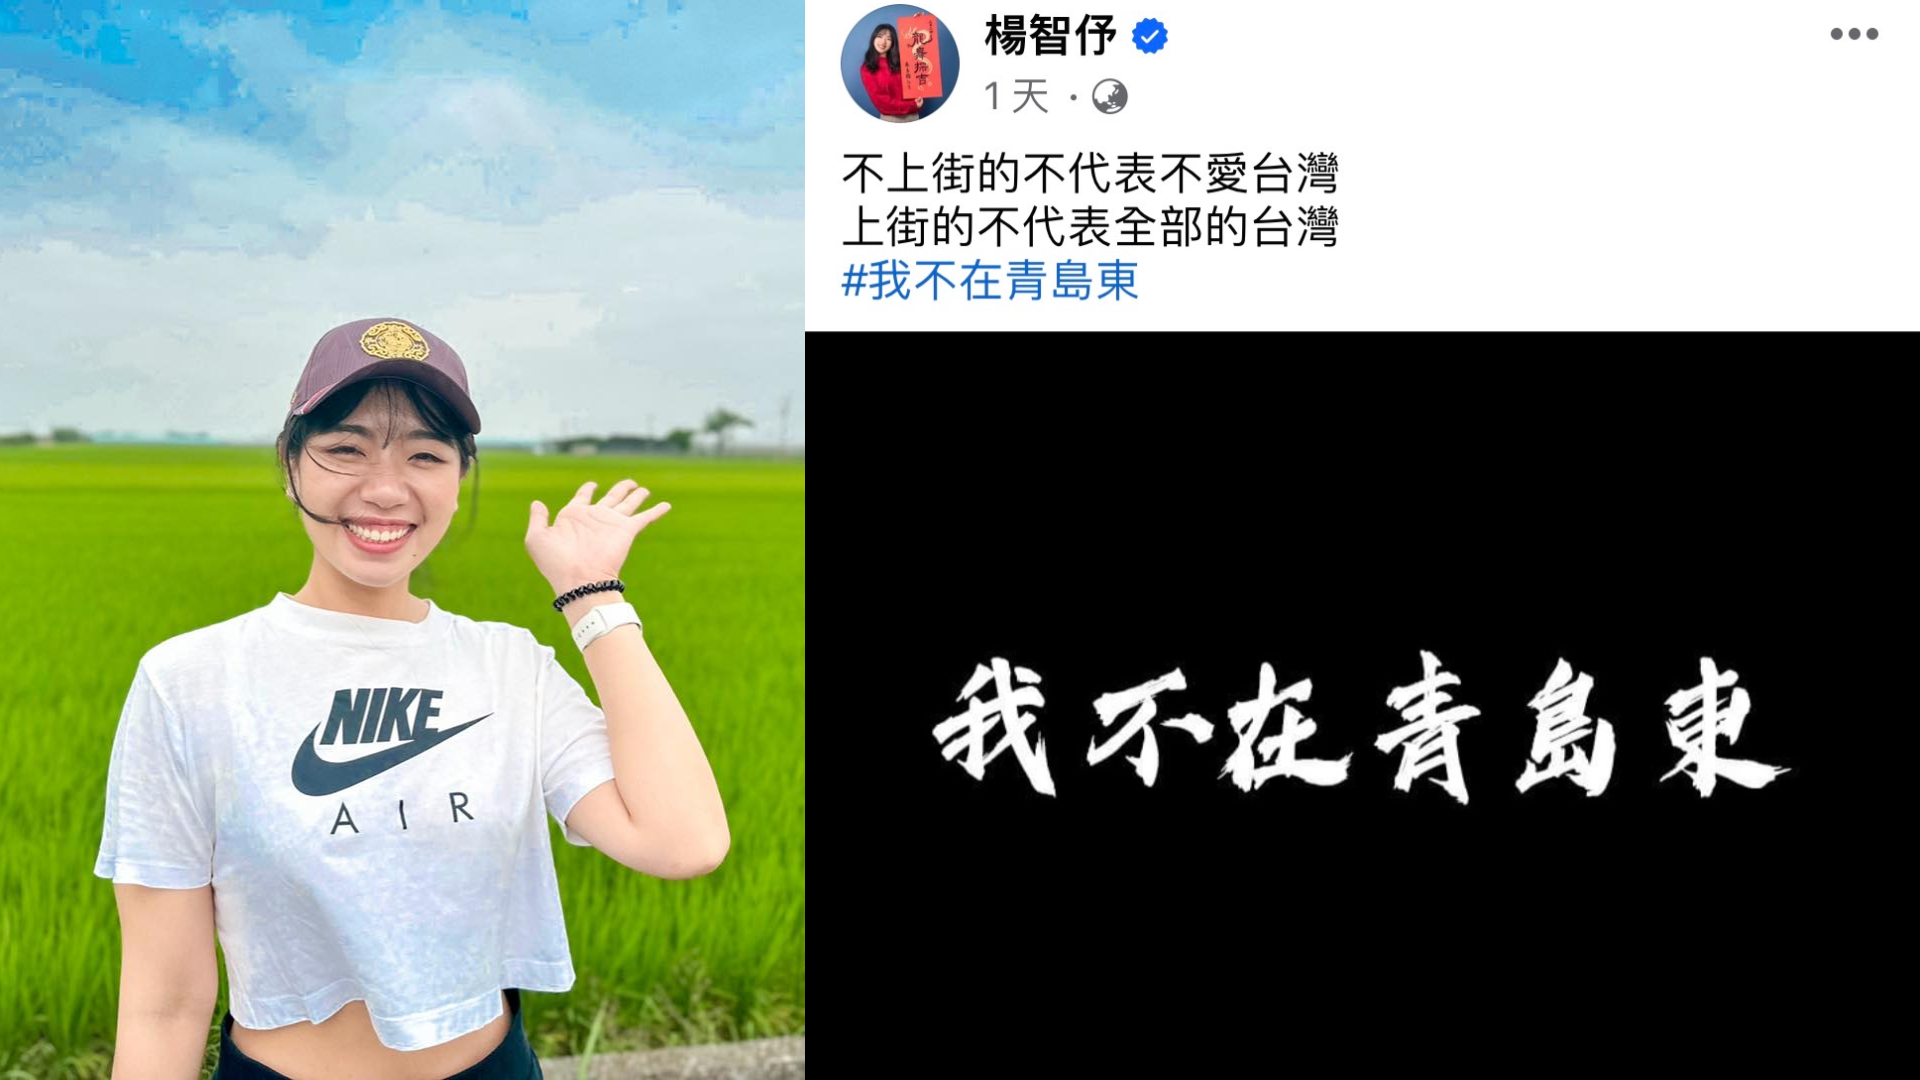 NIKE
AIR
楊智伃
1天
不上街的不代表不愛台灣
上街的不代表全部的台灣
#我不在青島東
我不在青島東